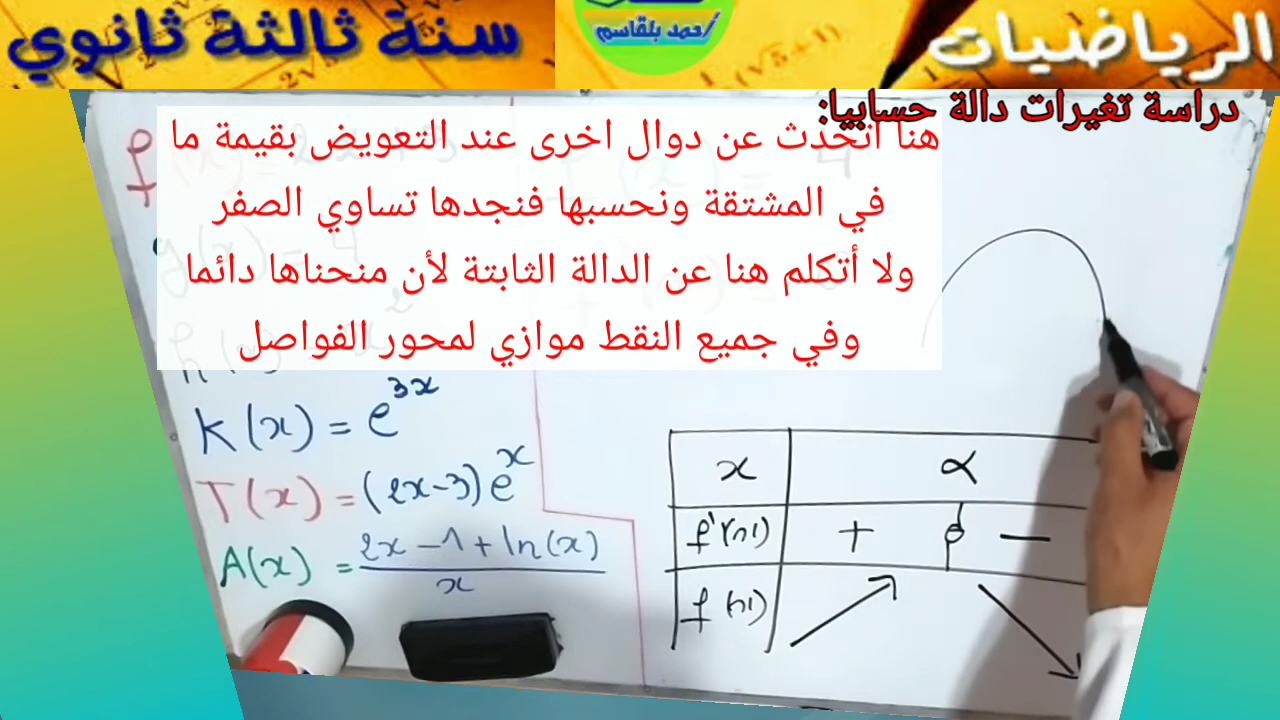 الرياضيات
أحمد بلقاسم
سنة ثالثة ثانوي
دراسة تغيرات دالة حسابيا:
هنا أتحدث عن دوال اخرى عند التعويض بقيمة ما
في المشتقة ونحسبها فنجدها تساوي الصفر
ولا أتكلم هنا عن الدالة الثابتة لأن منحناها دائما
وفي جميع النقط موازي لمحور الفواصل
K(x) = e^{3x}
T(x) = (2x-3)e^x
A(x) = \frac{2x-1+ln(x)}{x}
x α
f'(x) + 0 −
f(x)